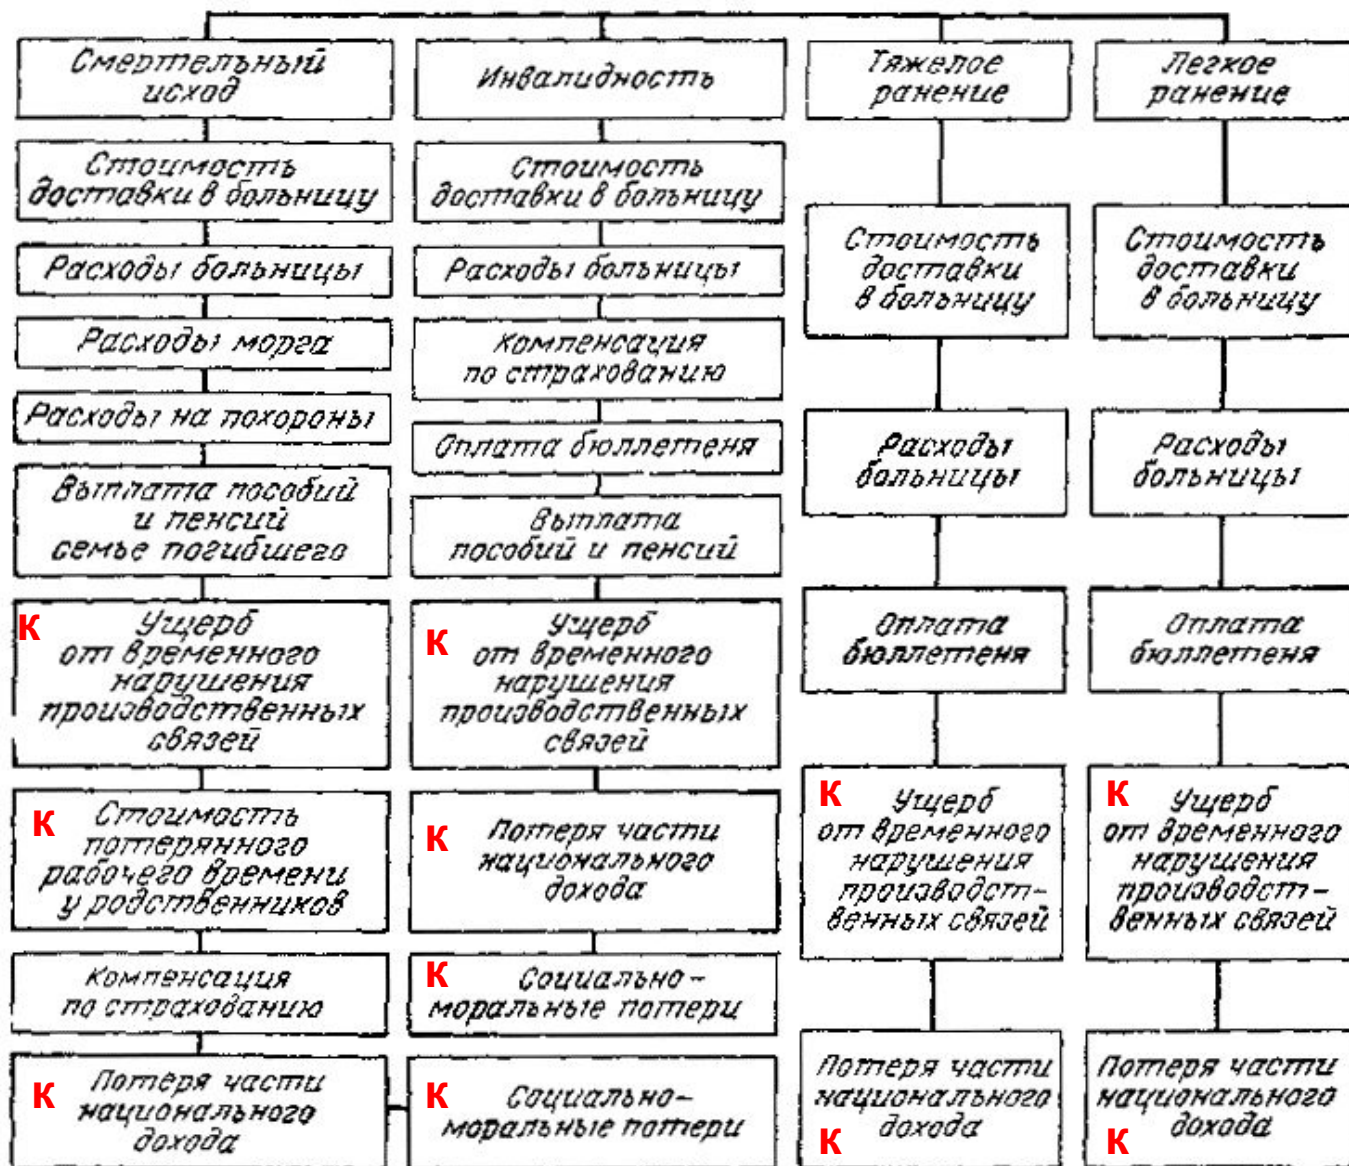 Смертельный
исход
Стоимость
доставки в больницу
Расходы больницы
Расходы морга
Расходы на похороны
Выплата пособий
и пенсий
семье погибшего
К
Ущерб
от временного
нарушения
производственных
связей
К
Стоимость
потерянного
рабочего времени
у родственников
Компенсация
по страхованию
К
Потеря части
национального
дохода
К
Социально-
моральные потери
Инвалидность
Стоимость
доставки в больницу
Расходы больницы
Компенсация
по страхованию
Оплата бюллетеня
Выплата
пособий и пенсий
К
Ущерб
от временного
нарушения
производственных
связей
К
Потеря части
национального
дохода
К
Социально-
моральные потери
Тяжелое
ранение
Стоимость
доставки
в больницу
Расходы
больницы
Оплата
бюллетеня
К
Ущерб
от временного
нарушения
производст-
венных связей
Потеря части
национального
К дохода
Легкое
ранение
Стоимость
доставки
в больницу
Расходы
больницы
Оплата
бюллетеня
К
Ущерб
от временного
нарушения
производст-
венных связей
Потеря части
национального
К дохода